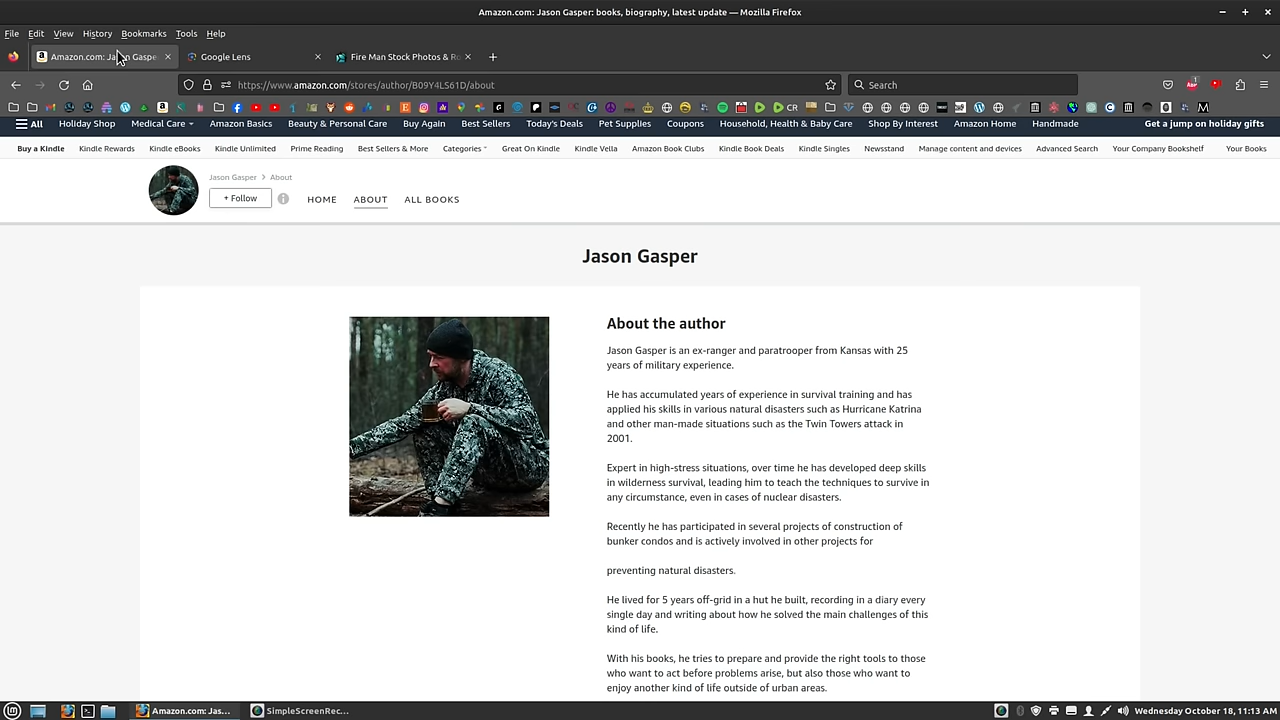 Amazon.com: Jason Gasper: books, biography, latest update — Mozilla Firefox
File Edit View History Bookmarks Tools Help
Amazon.com: Jason Gaspe
Google Lens
Fire Man Stock Photos & Ro
https://www.amazon.com/stores/author/B09Y4LS61D/about
Search
CR
All Holiday Shop Medical Care Amazon Basics Beauty & Personal Care Buy Again Best Sellers Today's Deals Pet Supplies Coupons Household, Health & Baby Care Shop By Interest Amazon Home Handmade Get a jump on holiday gifts
Buy a Kindle Kindle Rewards Kindle eBooks Kindle Unlimited Prime Reading Best Sellers & More Categories Great On Kindle Kindle Vella Amazon Book Clubs Kindle Book Deals Kindle Singles Newsstand Manage content and devices Advanced Search Your Company Bookshelf Your Books
Jason Gasper > About
+ Follow
HOME ABOUT ALL BOOKS
Jason Gasper
About the author
Jason Gasper is an ex-ranger and paratrooper from Kansas with 25
years of military experience.
He has accumulated years of experience in survival training and has
applied his skills in various natural disasters such as Hurricane Katrina
and other man-made situations such as the Twin Towers attack in
2001.
Expert in high-stress situations, over time he has developed deep skills
in wilderness survival, leading him to teach the techniques to survive in
any circumstance, even in cases of nuclear disasters.
Recently he has participated in several projects of construction of
bunker condos and is actively involved in other projects for
preventing natural disasters.
He lived for 5 years off-grid in a hut he built, recording in a diary every
single day and writing about how he solved the main challenges of this
kind of life.
With his books, he tries to prepare and provide the right tools to those
who want to act before problems arise, but also those who want to
enjoy another kind of life outside of urban areas.
Amazon.com: Jas...
SimpleScreenRec...
Wednesday October 18, 11:13 AM